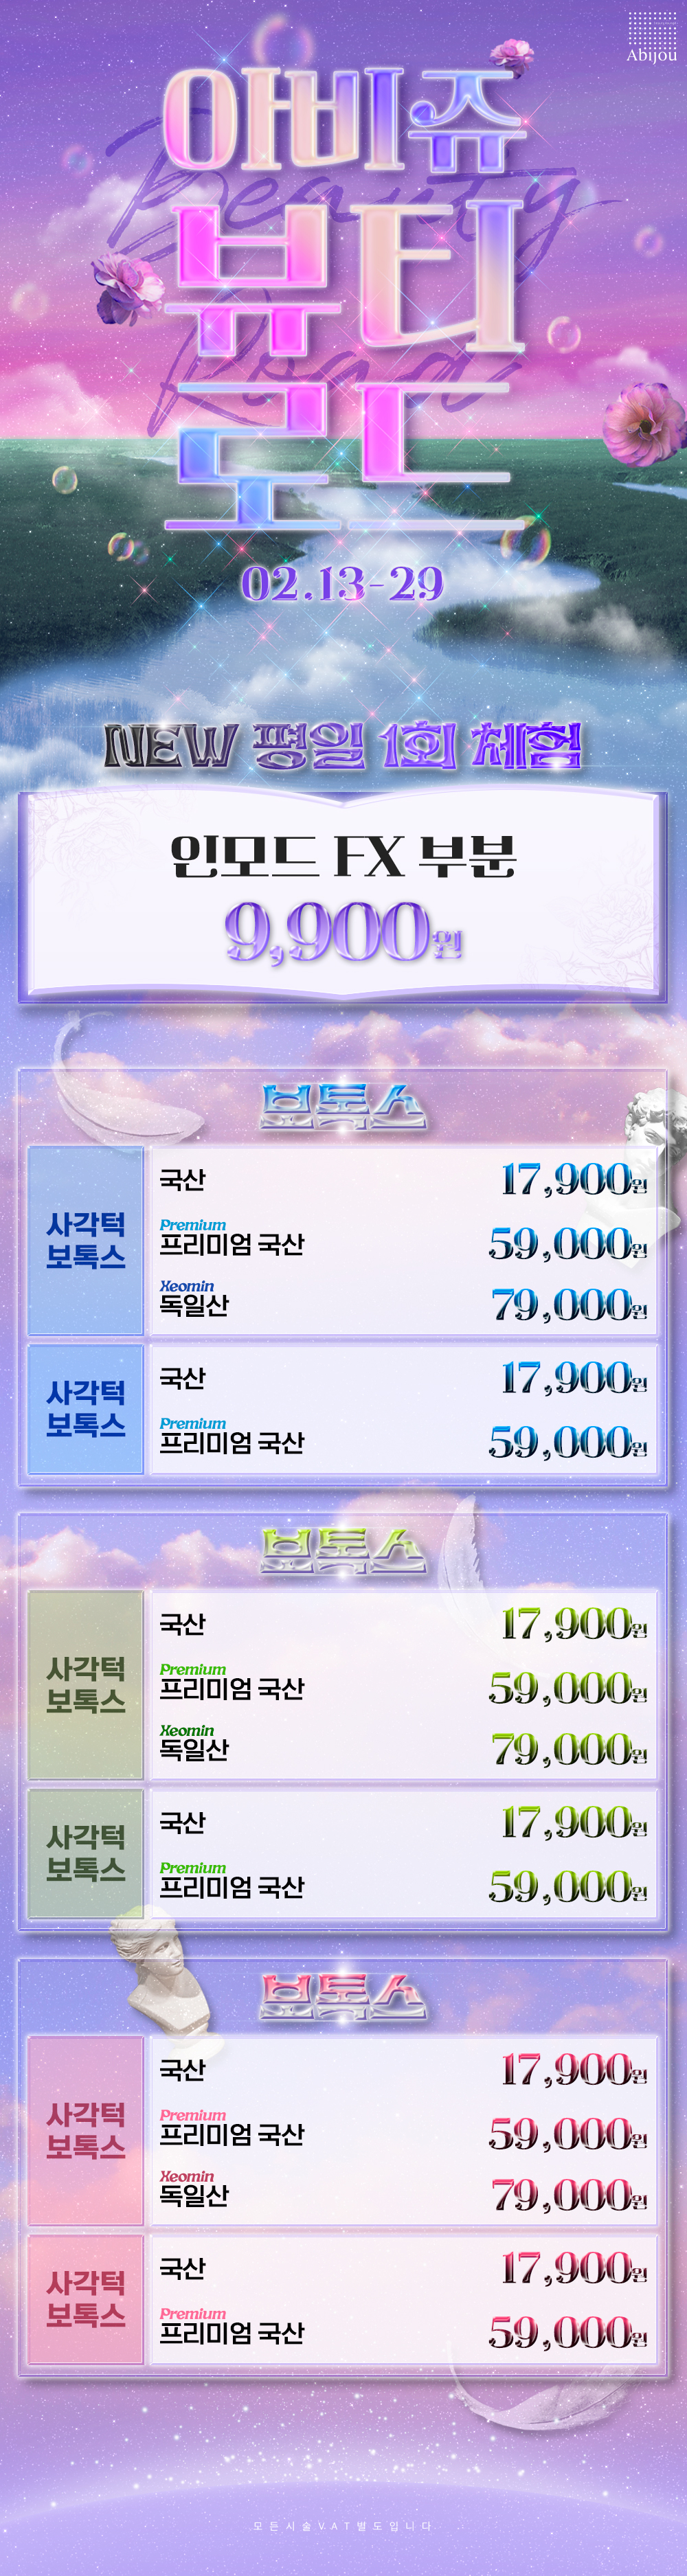 Abijou
아비쥬
뷰티
로드
Beauty
Road
02.13-29
NEW 평일 1회 체험
인모드 FX 부분
9,900원
보톡스
사각턱
보톡스
국산 17,900원
Premium
프리미엄 국산 59,000원
Xeomin
독일산 79,000원
사각턱
보톡스
국산 17,900원
Premium
프리미엄 국산 59,000원
보톡스
사각턱
보톡스
국산 17,900원
Premium
프리미엄 국산 59,000원
Xeomin
독일산 79,000원
사각턱
보톡스
국산 17,900원
Premium
프리미엄 국산 59,000원
보톡스
사각턱
보톡스
국산 17,900원
Premium
프리미엄 국산 59,000원
Xeomin
독일산 79,000원
사각턱
보톡스
국산 17,900원
Premium
프리미엄 국산 59,000원
모든시술VAT별도입니다